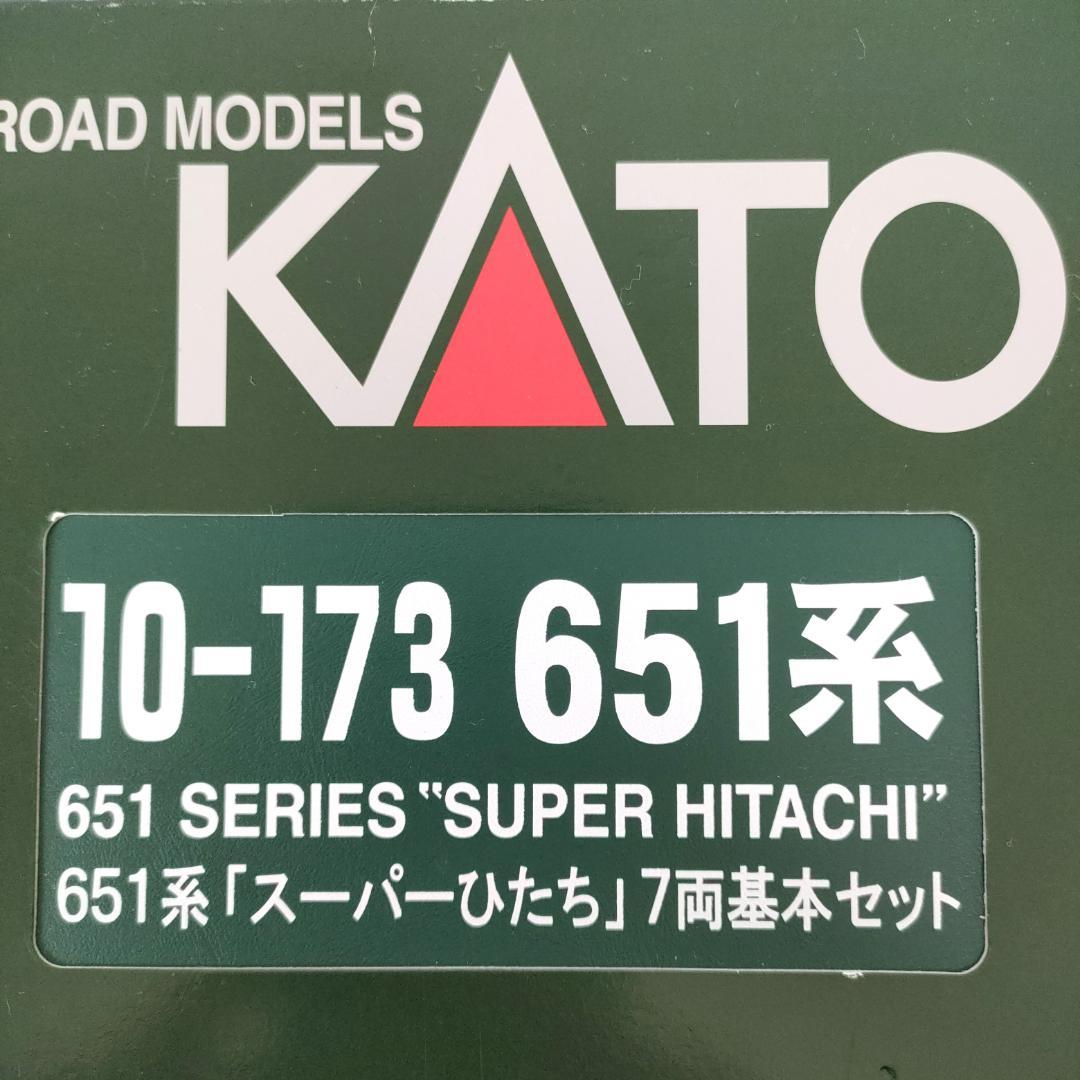 ROAD MODELS
KATO
10-173 651系
651 SERIES "SUPER HITACHI"
651系「スーパーひたち」7両基本セット